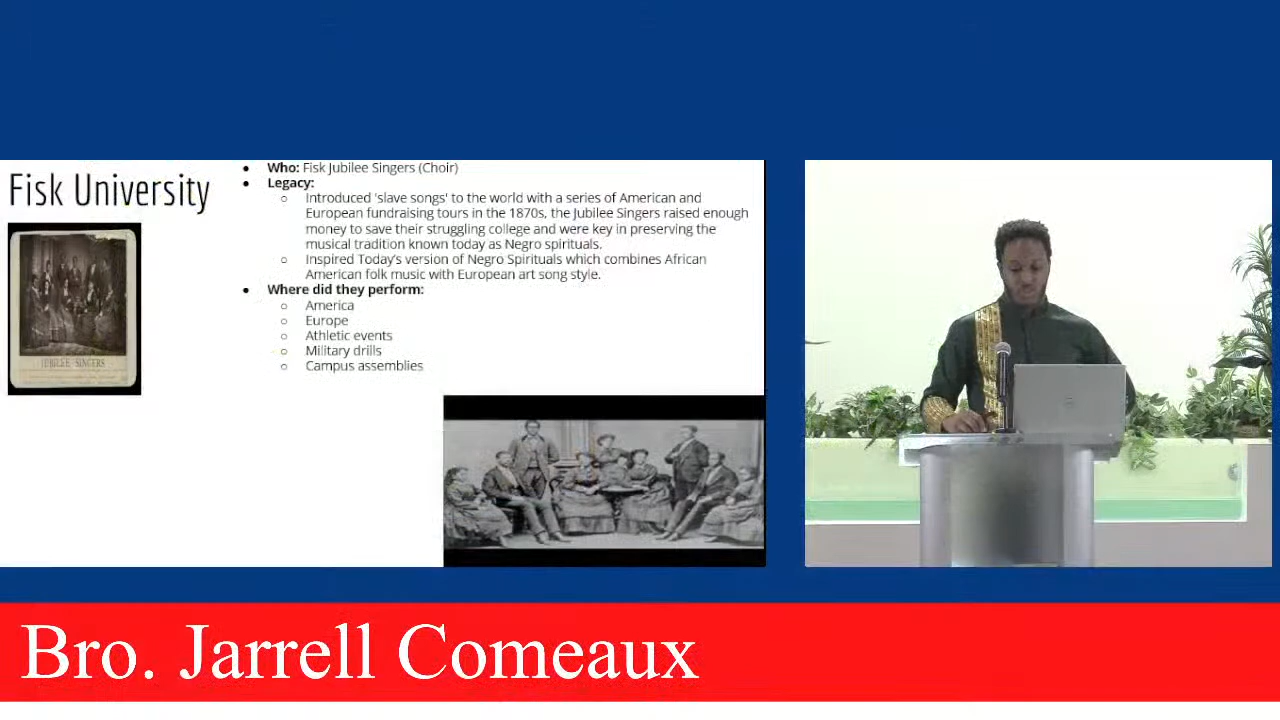 Fisk University
JUBILEE SINGERS
• Who: Fisk Jubilee Singers (Choir)
• Legacy:
○ Introduced 'slave songs' to the world with a series of American and
European fundraising tours in the 1870s, the Jubilee Singers raised enough
money to save their struggling college and were key in preserving the
musical tradition known today as Negro spirituals.
○ Inspired Today's version of Negro Spirituals which combines African
American folk music with European art song style.
• Where did they perform:
○ America
○ Europe
○ Athletic events
○ Military drills
○ Campus assemblies
Bro. Jarrell Comeaux